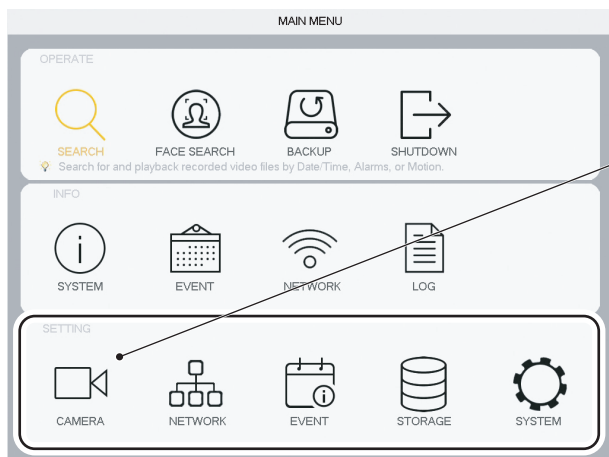 MAIN MENU
OPERATE
SEARCH FACE SEARCH BACKUP SHUTDOWN
Search for and playback recorded video files by Date/Time, Alarms, or Motion.
INFO
SYSTEM EVENT NETWORK LOG
SETTING
CAMERA NETWORK EVENT STORAGE SYSTEM